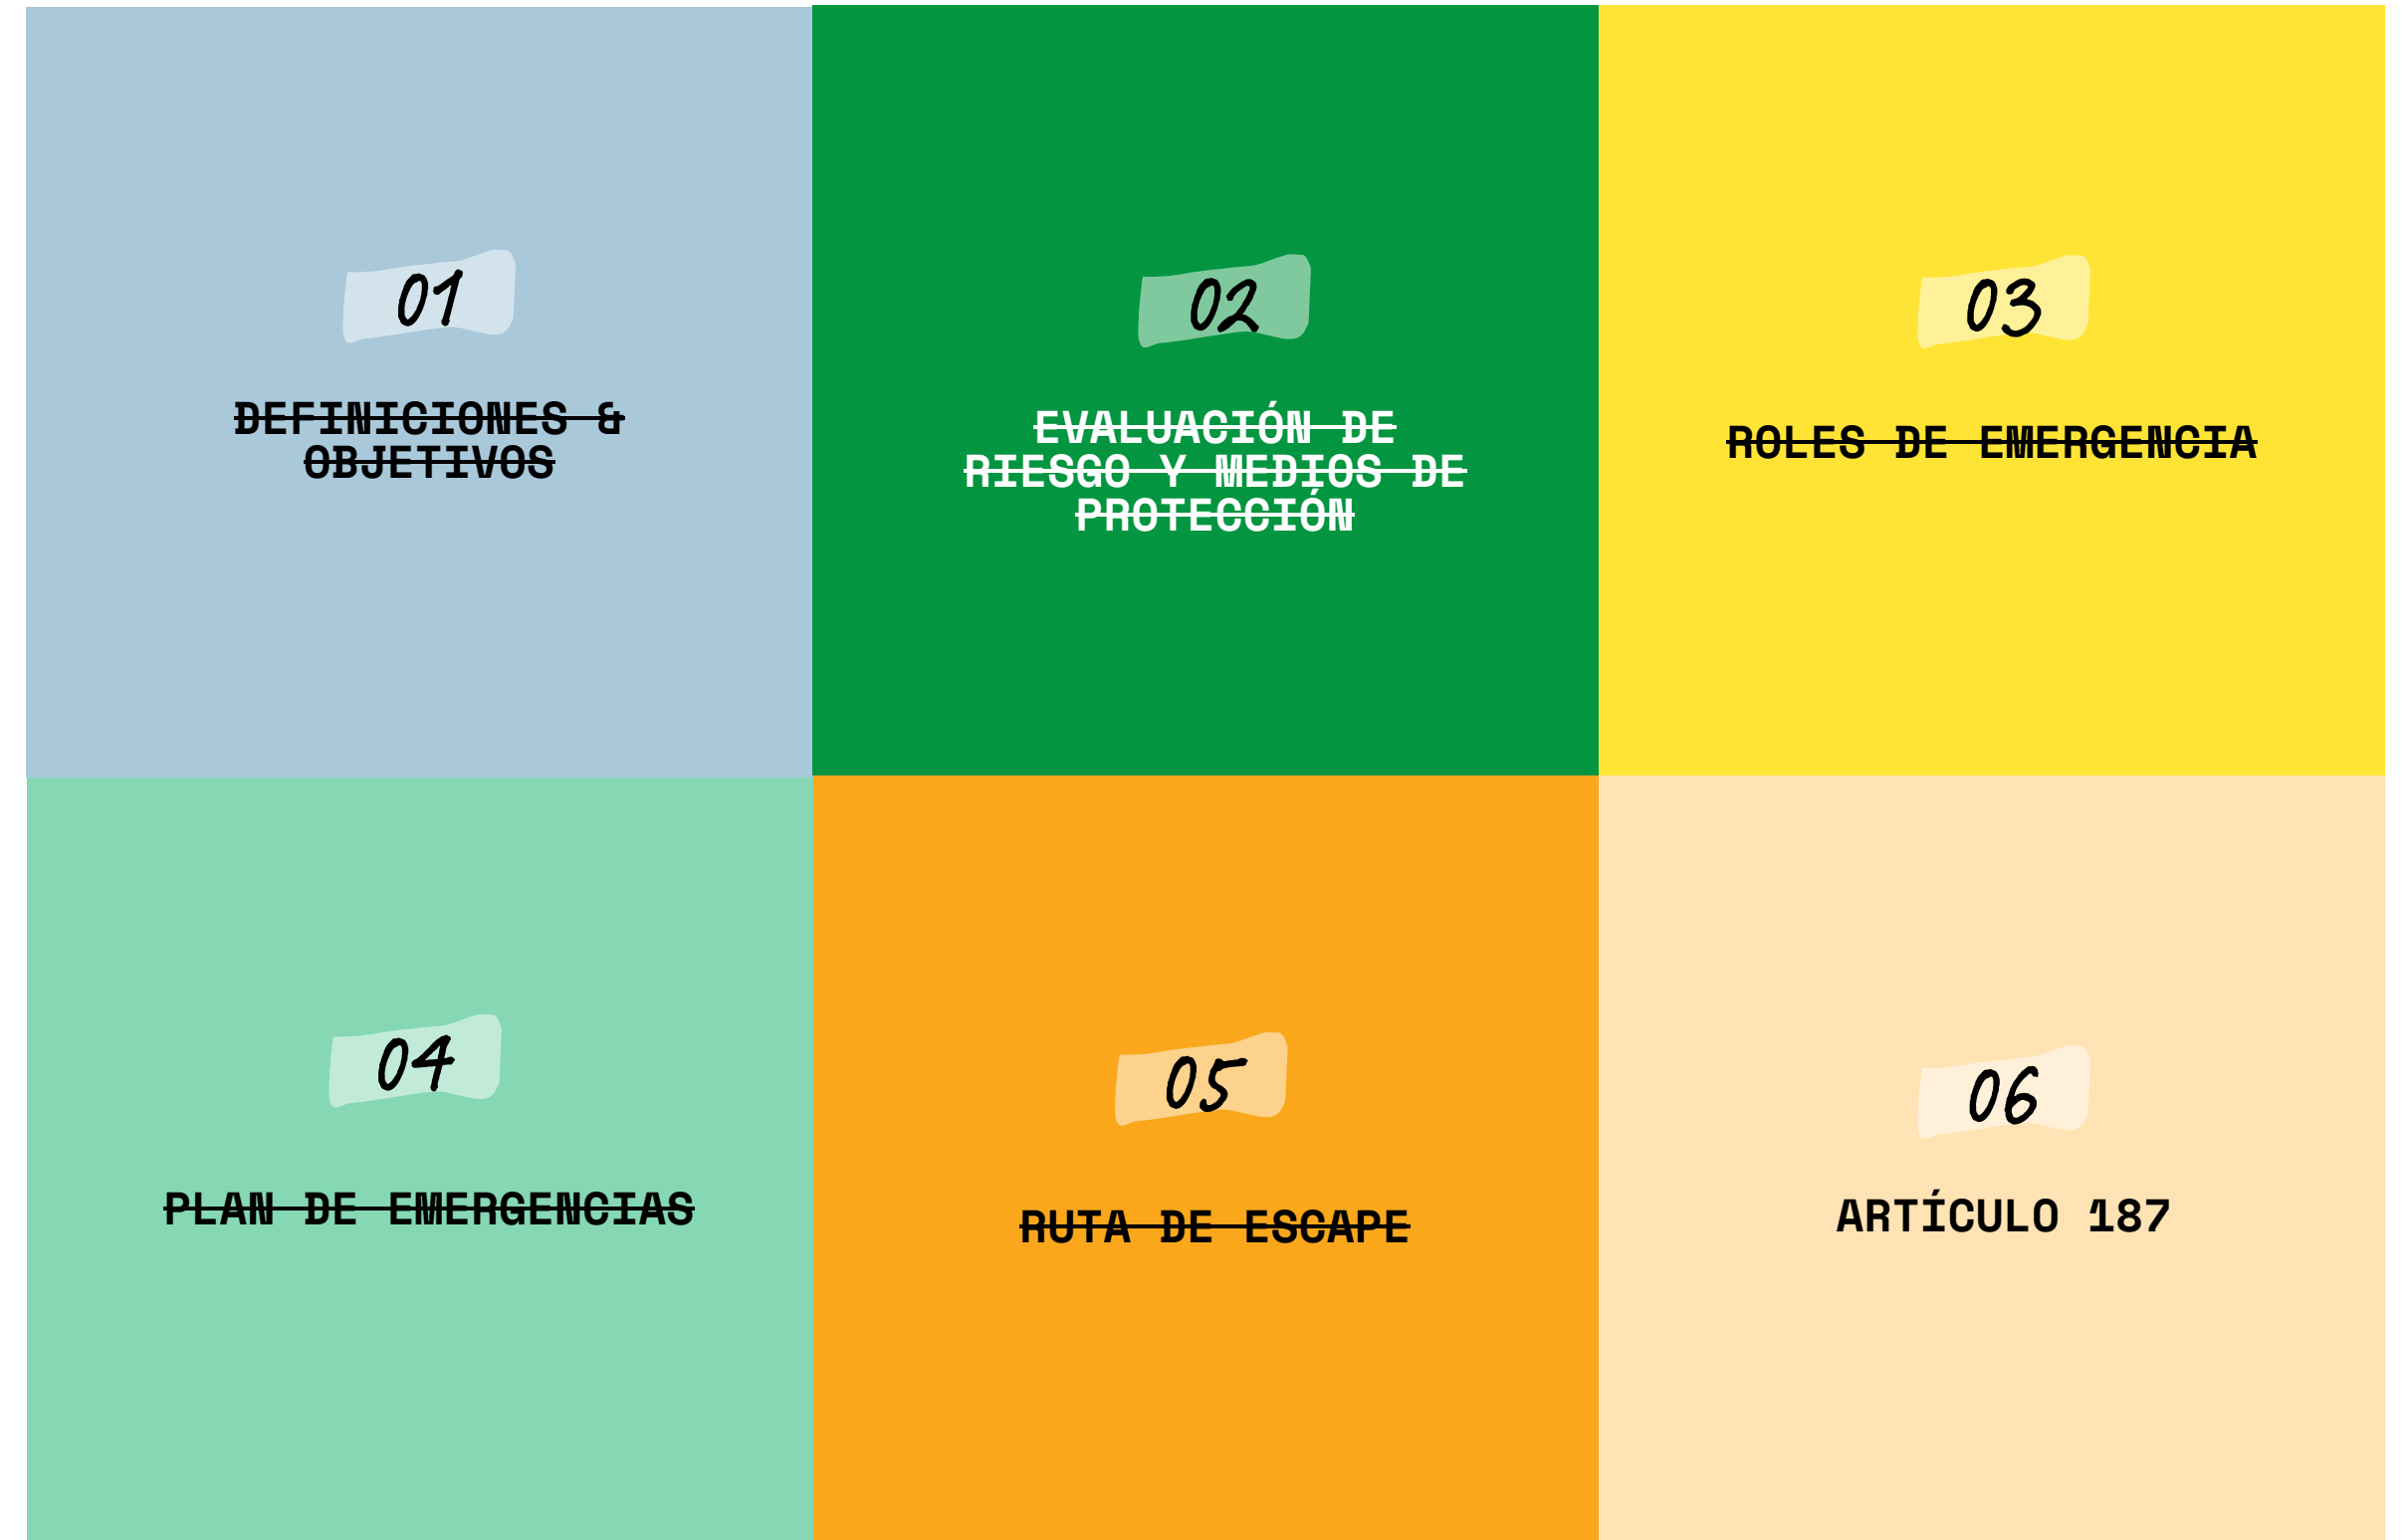 01
DEFINICIONES &
OBJETIVOS
02
EVALUACIÓN DE
RIESGO Y MEDIOS DE
PROTECCIÓN
03
ROLES DE EMERGENCIA
04
PLAN DE EMERGENCIAS
05
RUTA DE ESCAPE
06
ARTÍCULO 187